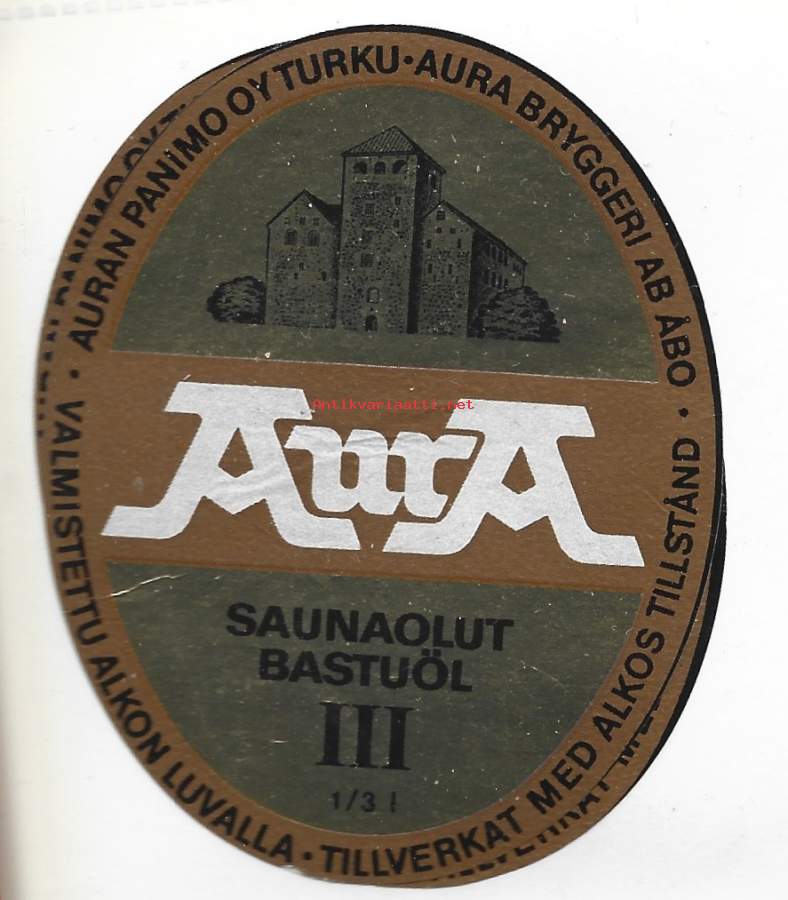 AURAN PANIMO OY TURKU · AURA BRYGGERI AB ÅBO ·
Antikvariaatti.net
AurA
SAUNAOLUT
BASTUÖL
III
1/3 l
VALMISTETTU ALKON LUVALLA · TILLVERKAT MED ALKOS TILLSTÅND ·